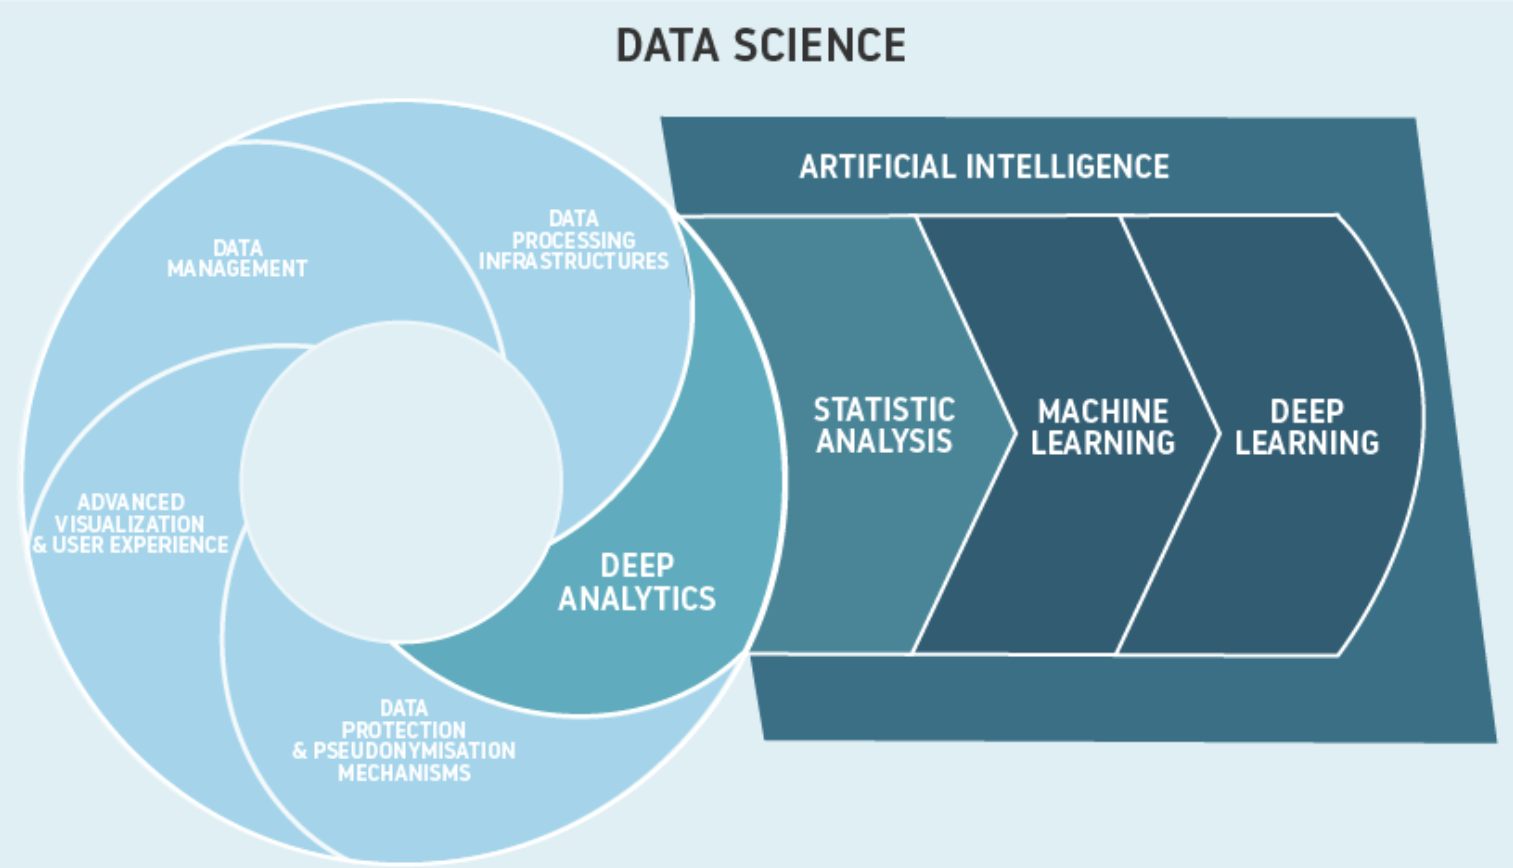 DATA SCIENCE
ARTIFICIAL INTELLIGENCE
DATA
PROCESSING
INFRASTRUCTURES
DATA
MANAGEMENT
ADVANCED
VISUALIZATION
& USER EXPERIENCE
DATA
PROTECTION
& PSEUDONYMISATION
MECHANISMS
DEEP
ANALYTICS
STATISTIC
ANALYSIS
MACHINE
LEARNING
DEEP
LEARNING